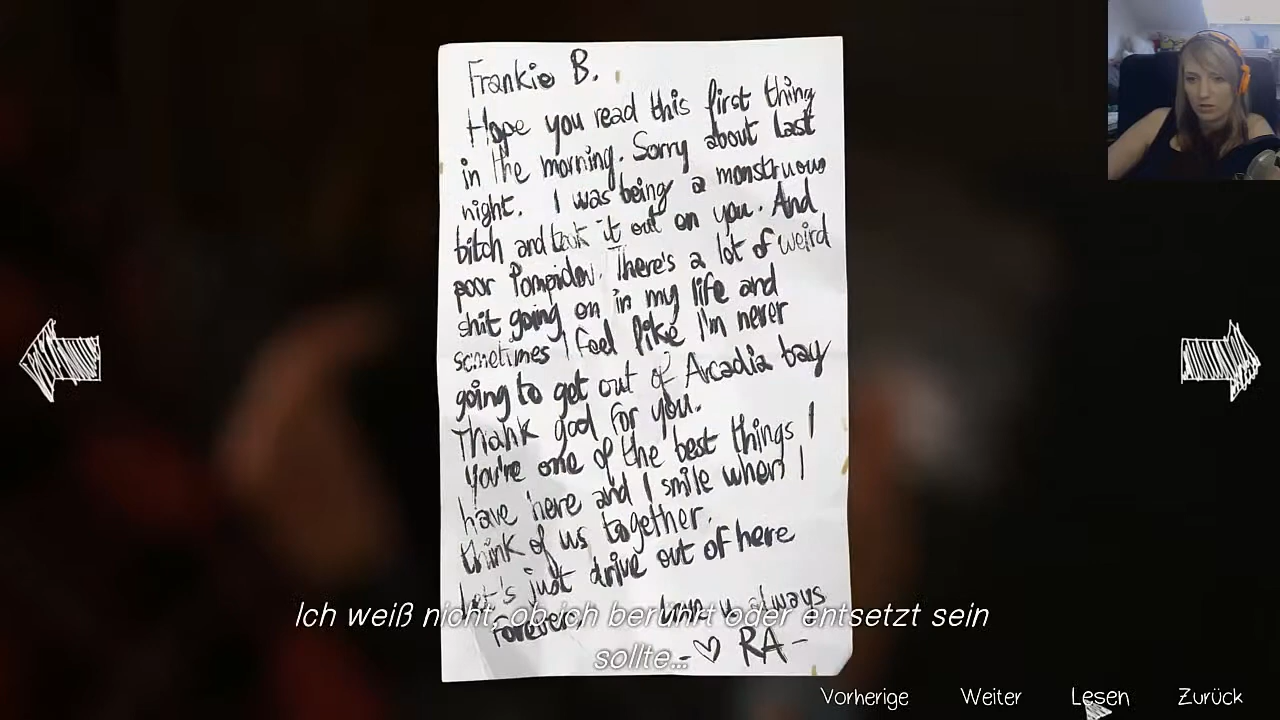 Frankie B.
Hope you read this first thing
in the morning. Sorry about last
night. I was being a monstruous
bitch and took it out on you. And
poor Pompidou. There's a lot of weird
shit going on in my life and
sometimes I feel like I'm never
going to get out of Arcadia bay
Thank god for you.
You're one of the best things I
have here and I smile when I
think of us together.
Let's just drive out of here
forever. luv u always
- ♡ RA -
Ich weiß nicht, ob ich berührt oder entsetzt sein
sollte...
Vorherige Weiter Lesen Zurück